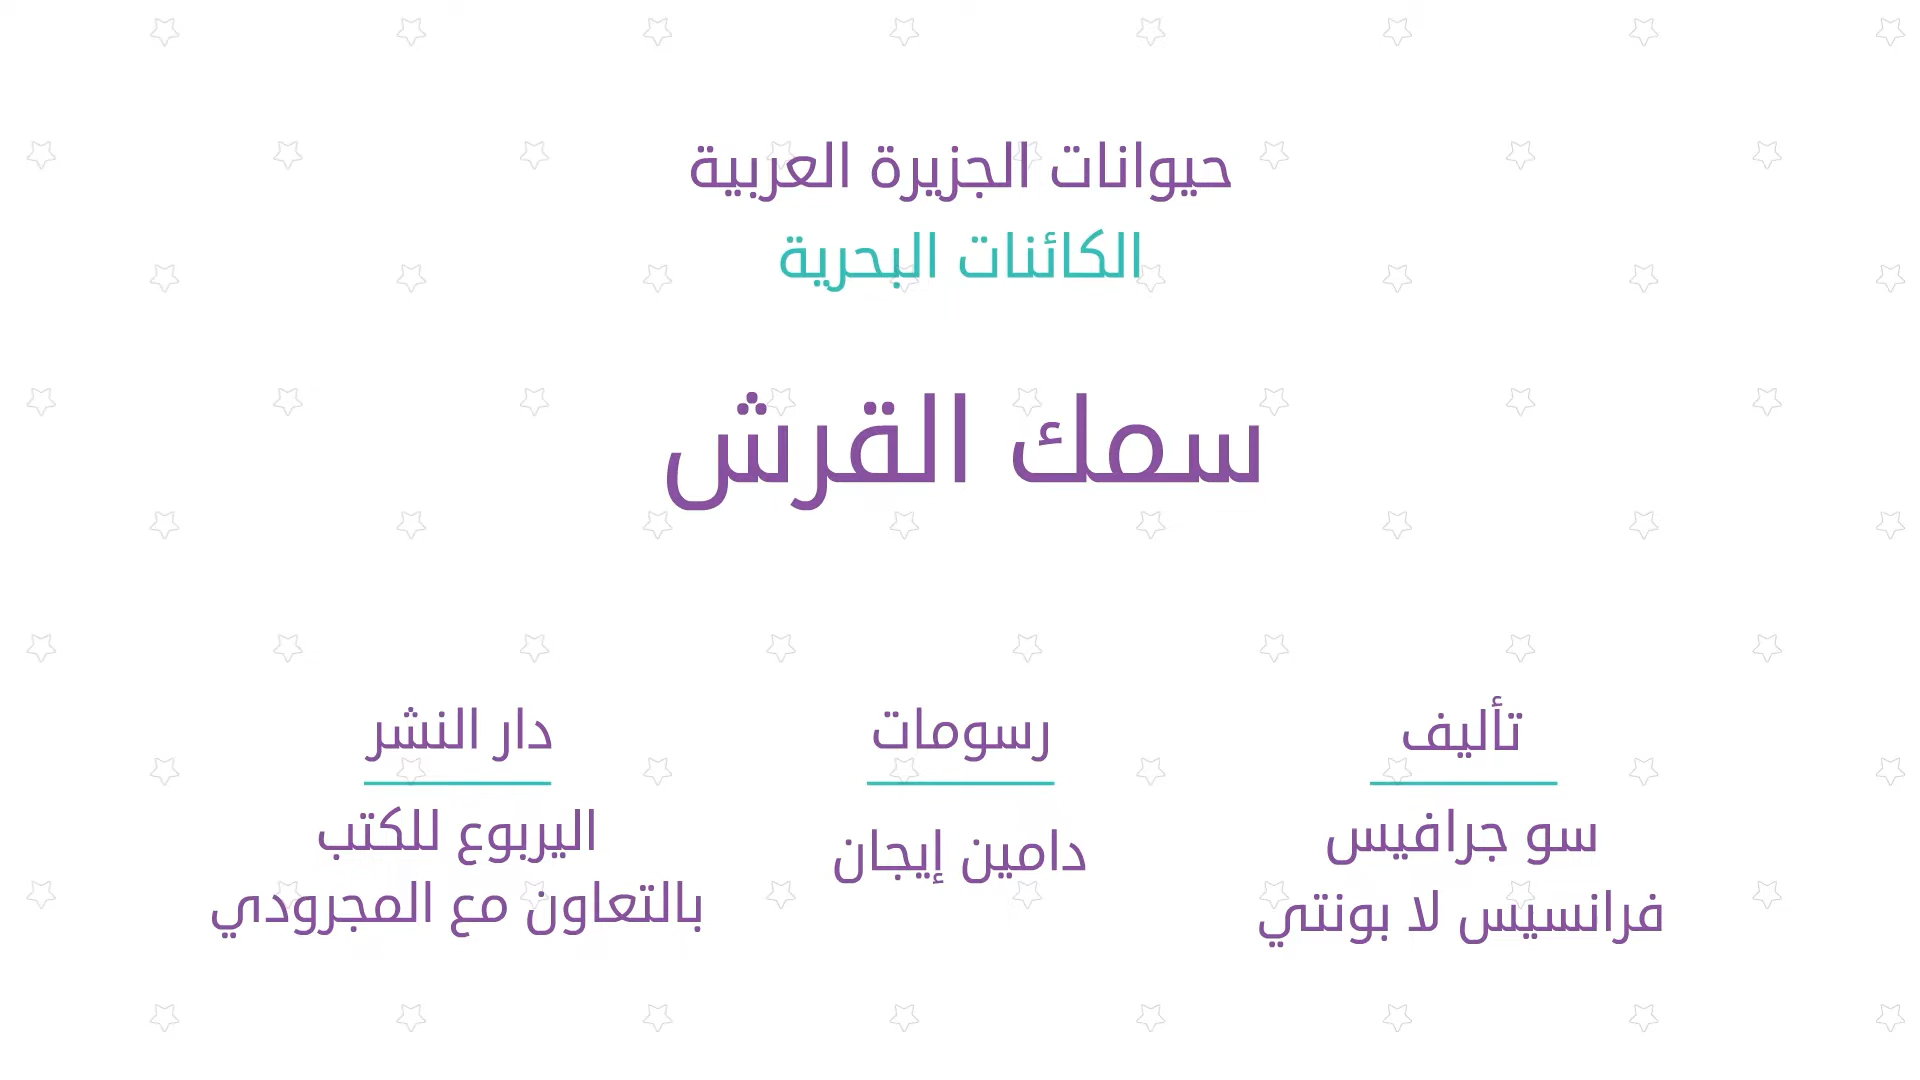 حيوانات الجزيرة العربية
الكائنات البحرية
سمك القرش
تأليف
سو جرافيس
فرانسيس لا بونتي
رسومات
دامين إيجان
دار النشر
اليربوع للكتب
بالتعاون مع المجرودي